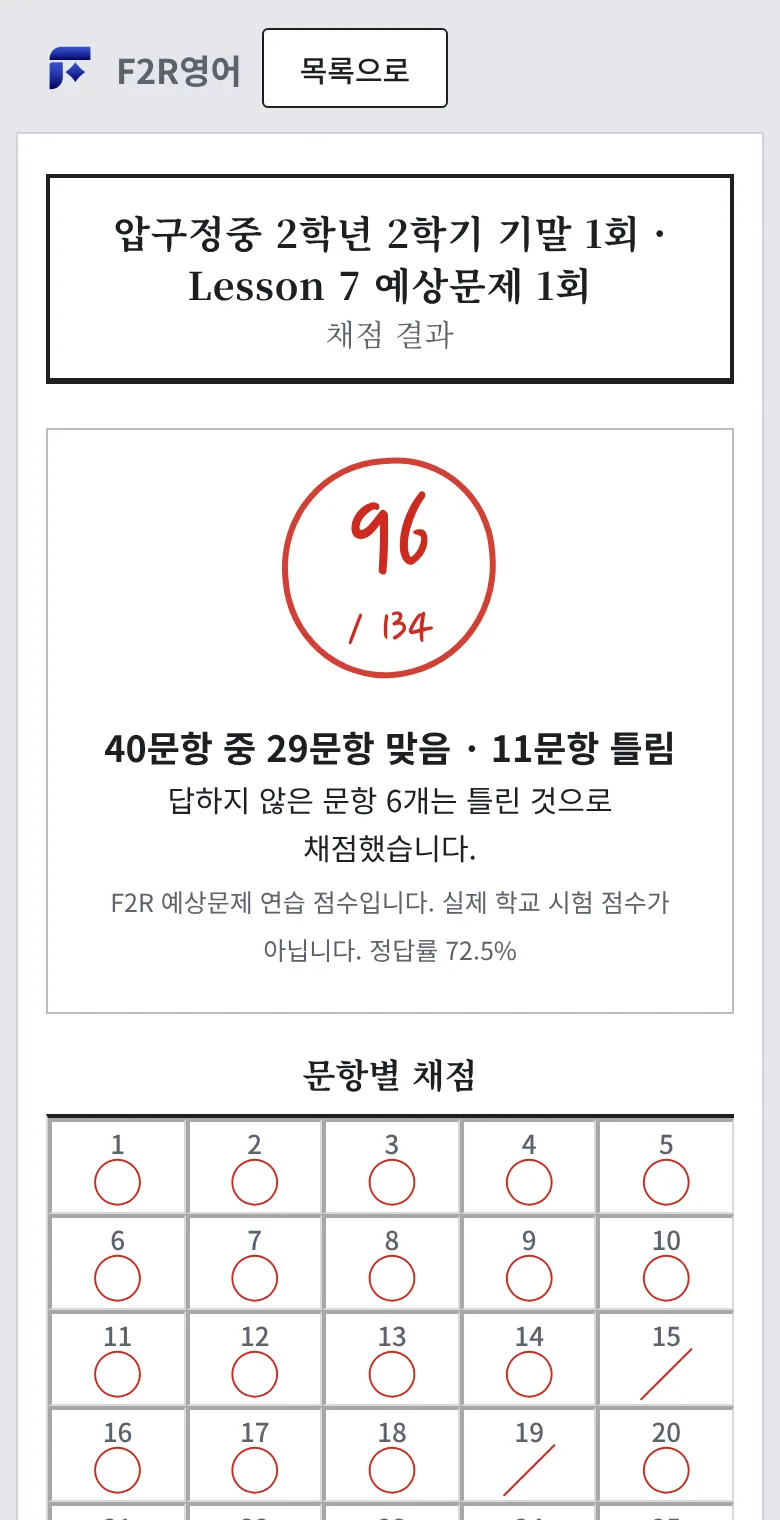 F2R영어
목록으로
압구정중 2학년 2학기 기말 1회 ·
Lesson 7 예상문제 1회
채점 결과
96
/ 134
40문항 중 29문항 맞음 · 11문항 틀림
답하지 않은 문항 6개는 틀린 것으로
채점했습니다.
F2R 예상문제 연습 점수입니다. 실제 학교 시험 점수가
아닙니다. 정답률 72.5%
문항별 채점
1 2 3 4 5
6 7 8 9 10
11 12 13 14 15
16 17 18 19 20